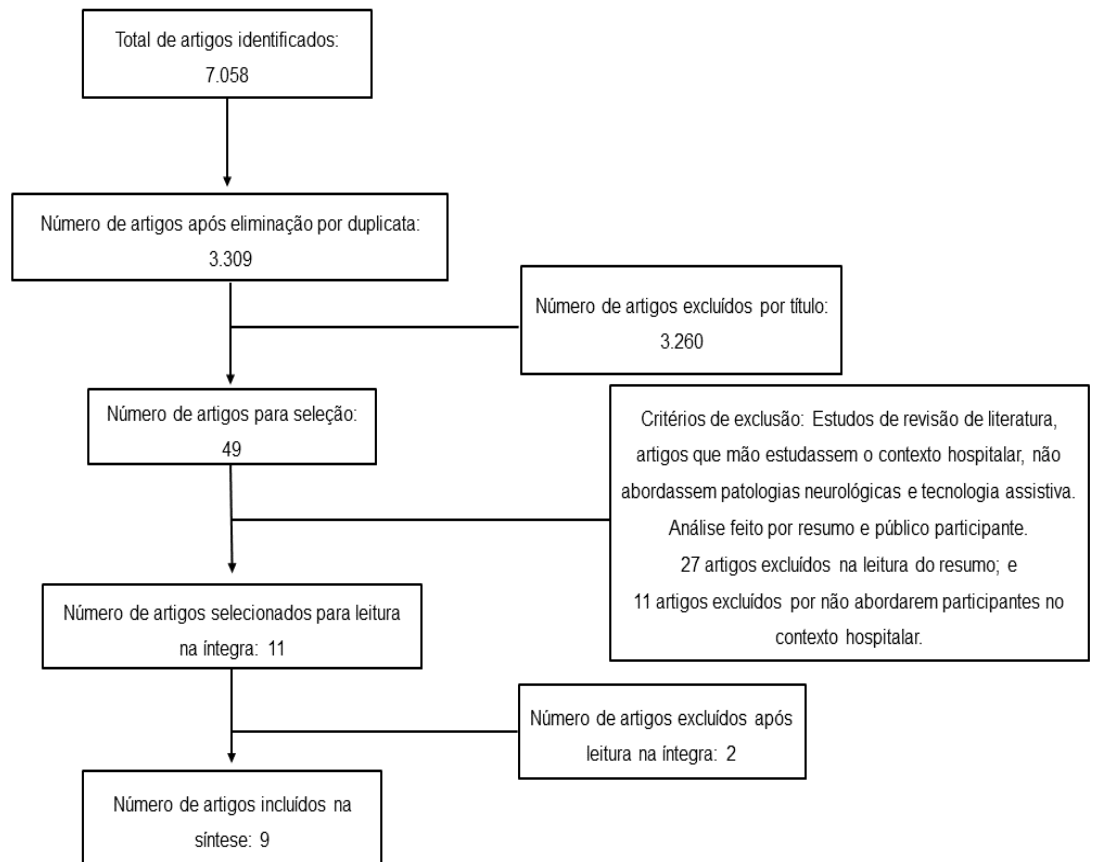 Total de artigos identificados:
7.058
Número de artigos após eliminação por duplicata:
3.309
Número de artigos excluídos por título:
3.260
Número de artigos para seleção:
49
Critérios de exclusão: Estudos de revisão de literatura,
artigos que mão estudassem o contexto hospitalar, não
abordassem patologias neurológicas e tecnologia assistiva.
Análise feito por resumo e público participante.
27 artigos excluídos na leitura do resumo; e
11 artigos excluídos por não abordarem participantes no
contexto hospitalar.
Número de artigos selecionados para leitura
na íntegra: 11
Número de artigos excluídos após
leitura na íntegra: 2
Número de artigos incluídos na
síntese: 9